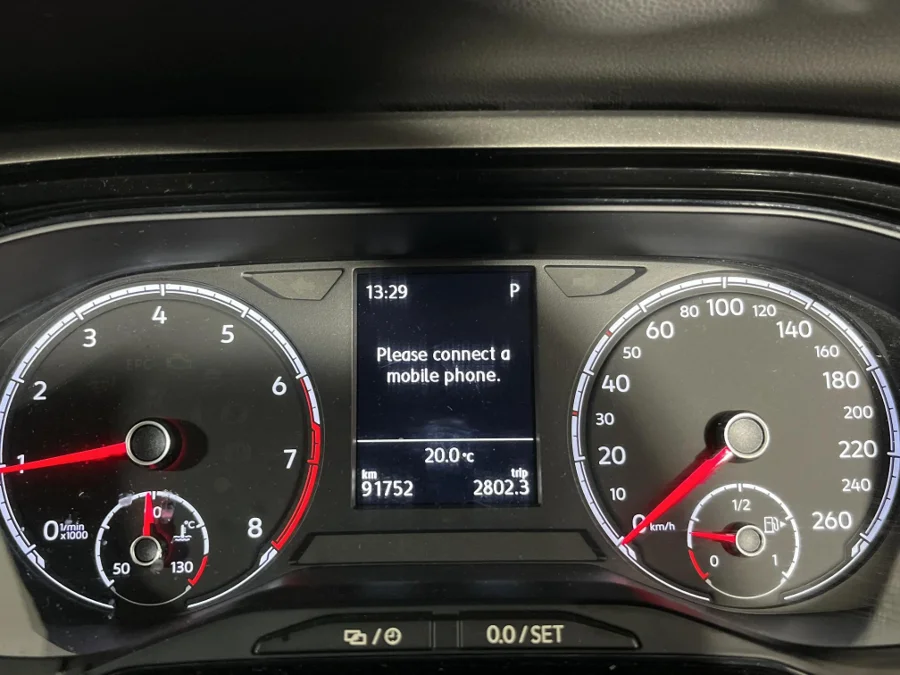 13:29 P
Please connect a
mobile phone.
20.0°C
km trip
91752 2802.3
0 1 2 3 4 5 6 7 8
1/min
x1000
50 130
°C
0 10 20 30 40 50 60 80 100 120 140 160 180 200 220 240 260
km/h
1/2
0 1
0.0/SET